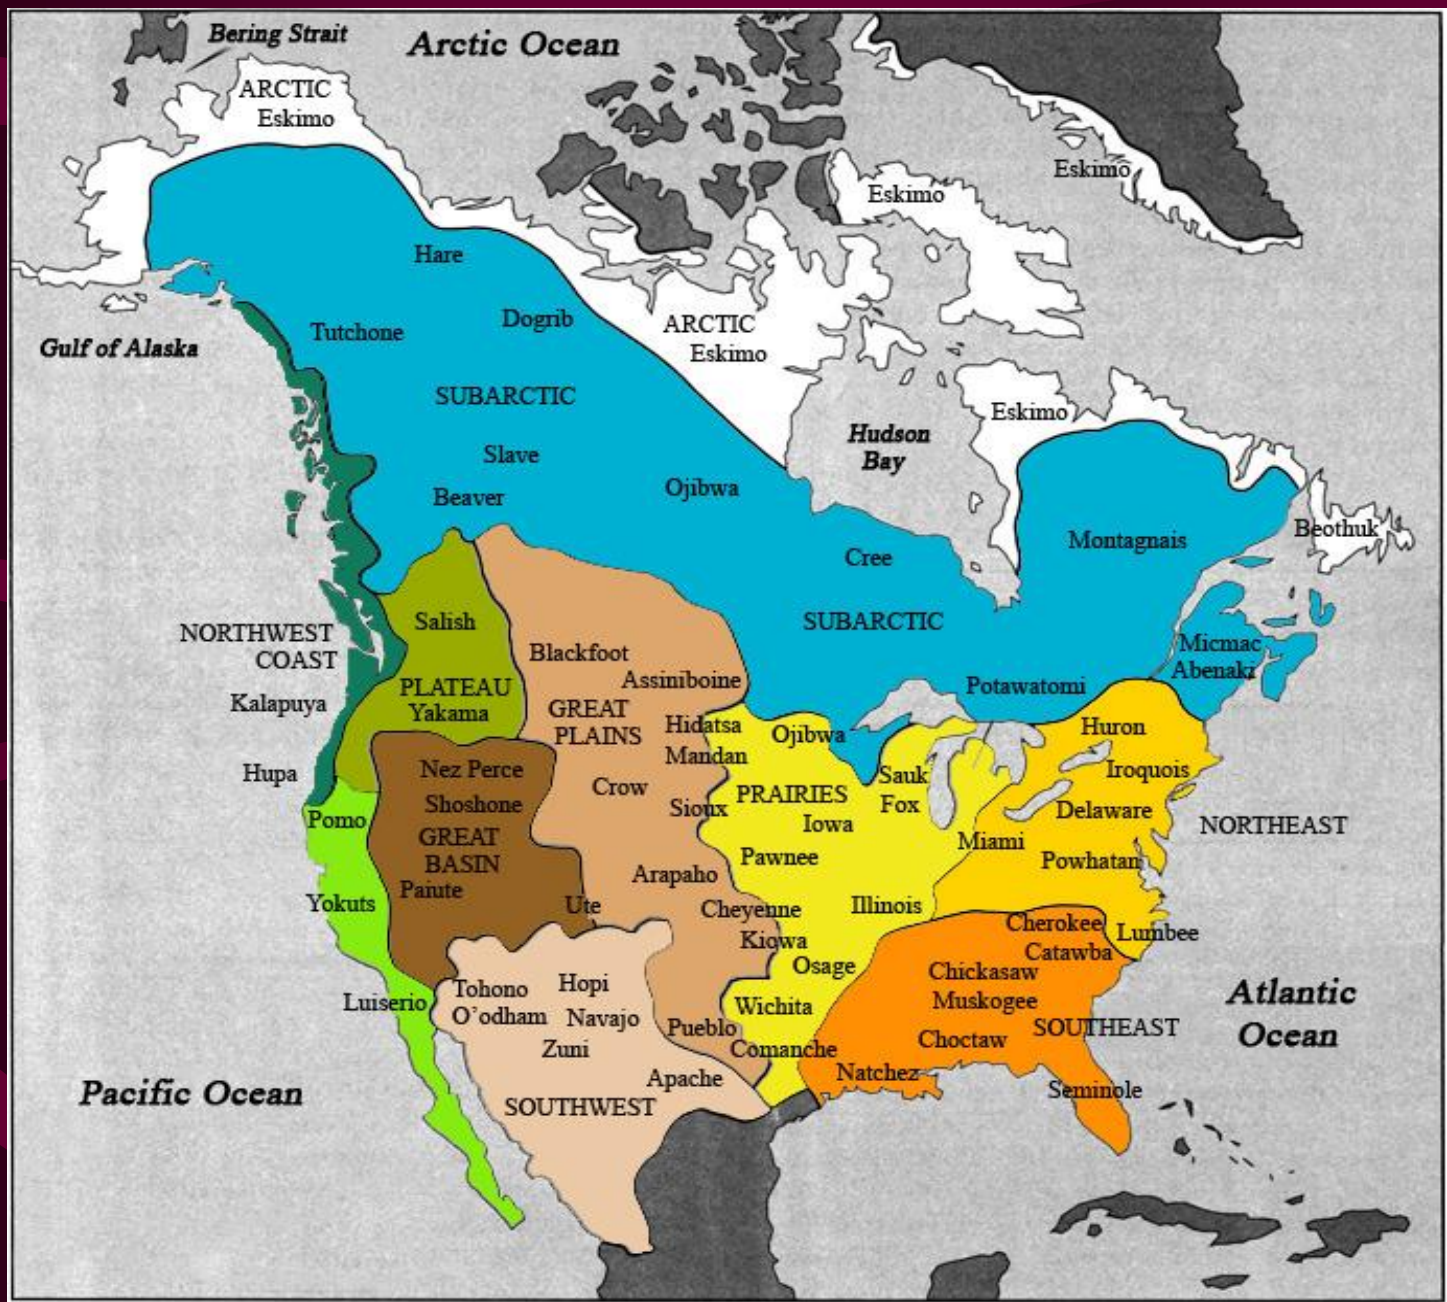 Bering Strait
Arctic Ocean
ARCTIC
Eskimo
Eskimo
Eskimo
Hare
Dogrib
Tutchone
ARCTIC
Eskimo
Gulf of Alaska
SUBARCTIC
Eskimo
Hudson
Bay
Slave
Beaver
Ojibwa
Beothuk
Montagnais
Cree
Salish
SUBARCTIC
NORTHWEST
COAST
Micmac
Abenaki
Blackfoot
Assiniboine
Potawatomi
PLATEAU
Yakama
Kalapuya
GREAT
PLAINS
Hidatsa
Mandan
Ojibwa
Huron
Hupa
Nez Perce
Iroquois
Sauk
Fox
Crow
PRAIRIES
Iowa
Shoshone
Sioux
Delaware
Pomo
NORTHEAST
GREAT
BASIN
Miami
Pawnee
Powhatan
Paiute
Arapaho
Yokuts
Ute
Cheyenne
Illinois
Cherokee
Lumbee
Kiowa
Catawba
Osage
Chickasaw
Luiserio
Tohono
O’odham
Hopi
Muskogee
Atlantic
Ocean
Wichita
Navajo
Pueblo
SOUTHEAST
Choctaw
Zuni
Comanche
Natchez
Apache
Seminole
Pacific Ocean
SOUTHWEST